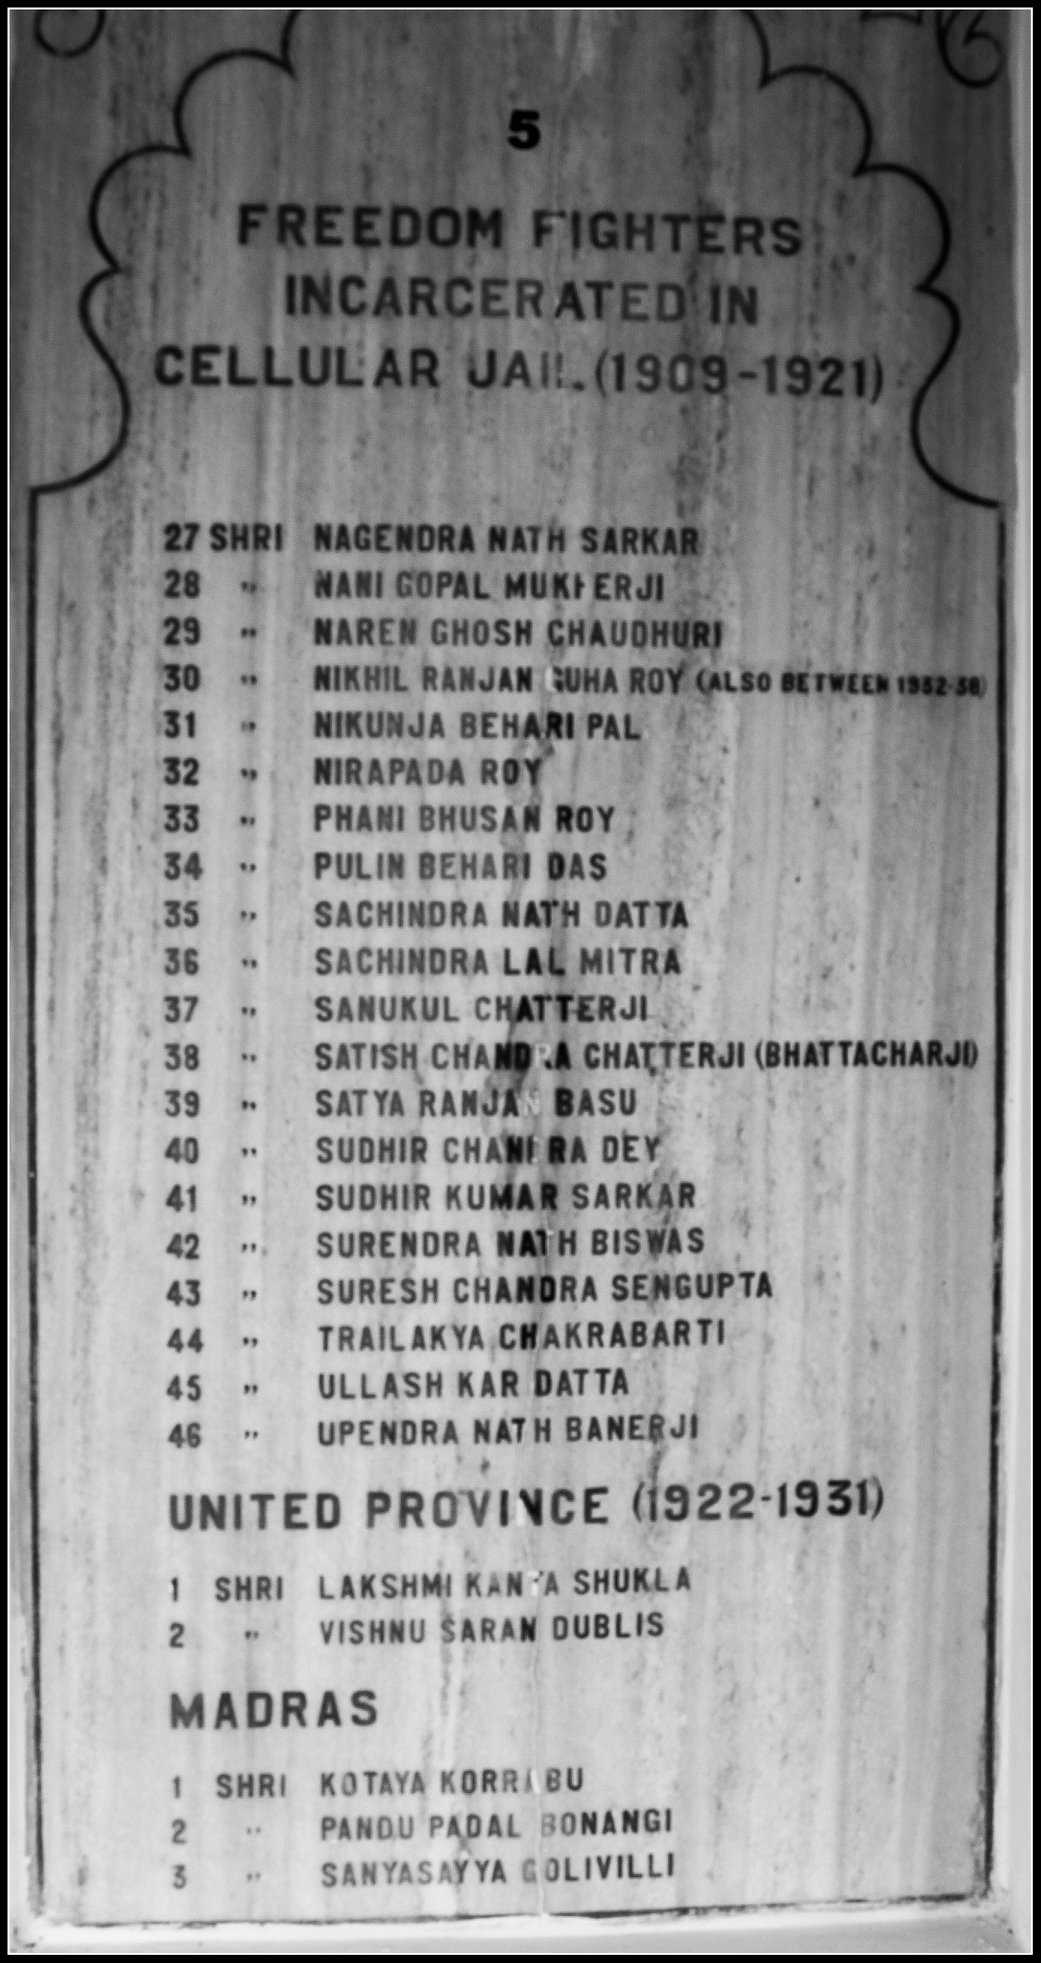 5
FREEDOM FIGHTERS
INCARCERATED IN
CELLULAR JAIL (1909-1921)
27 SHRI NAGENDRA NATH SARKAR
28 " NANI GOPAL MUKHERJI
29 " NAREN GHOSH CHAUDHURI
30 " NIKHIL RANJAN GUHA ROY (ALSO BETWEEN 1932-38)
31 " NIKUNJA BEHARI PAL
32 " NIRAPADA ROY
33 " PHANI BHUSAN ROY
34 " PULIN BEHARI DAS
35 " SACHINDRA NATH DATTA
36 " SACHINDRA LAL MITRA
37 " SANUKUL CHATTERJI
38 " SATISH CHANDRA CHATTERJI (BHATTACHARJI)
39 " SATYA RANJAN BASU
40 " SUDHIR CHANDRA DEY
41 " SUDHIR KUMAR SARKAR
42 " SURENDRA NATH BISWAS
43 " SURESH CHANDRA SENGUPTA
44 " TRAILAKYA CHAKRABARTI
45 " ULLASH KAR DATTA
46 " UPENDRA NATH BANERJI
UNITED PROVINCE (1922-1931)
1 SHRI LAKSHMI KANTA SHUKLA
2 " VISHNU SARAN DUBLIS
MADRAS
1 SHRI KOTAYA KORRABU
2 " PANDU PADAL BONANGI
3 " SANYASAYYA GOLIVILLI